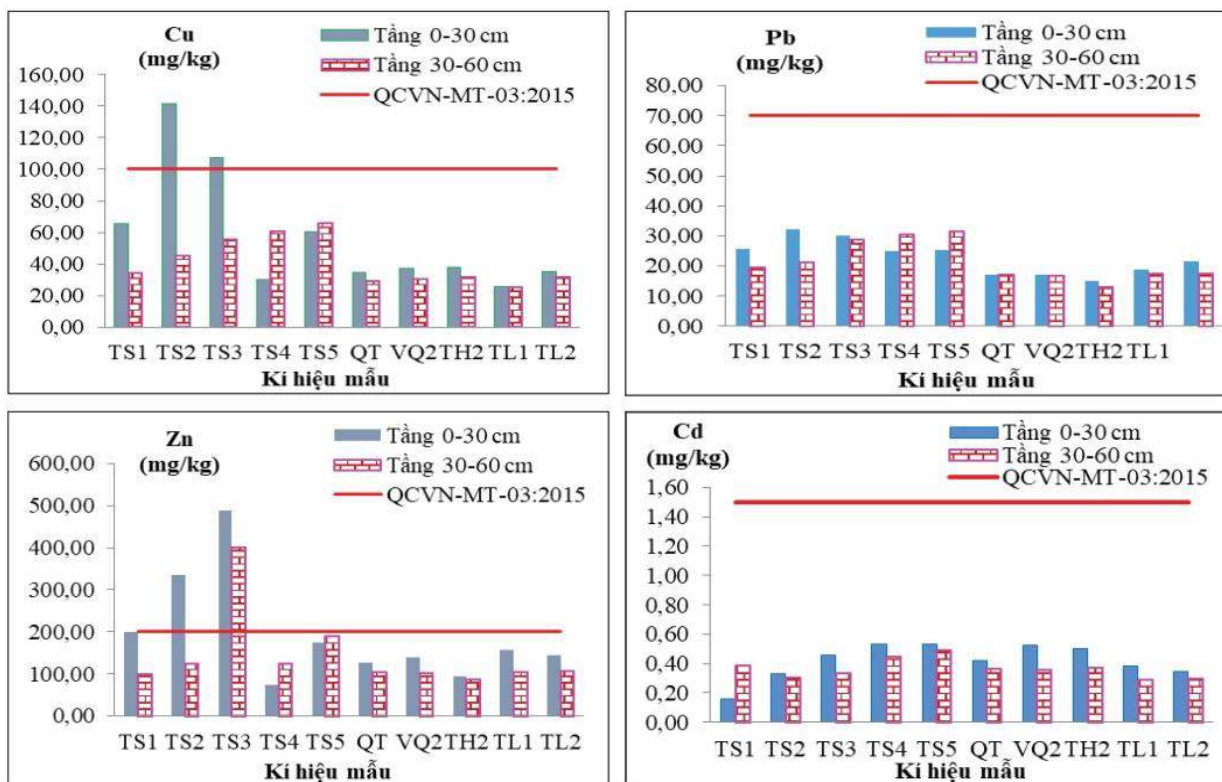 Cu
(mg/kg)
Tầng 0-30 cm
Tầng 30-60 cm
QCVN-MT-03:2015
160,00
140,00
120,00
100,00
80,00
60,00
40,00
20,00
0,00
TS1 TS2 TS3 TS4 TS5 QT VQ2 TH2 TL1 TL2
Kí hiệu mẫu
Pb
(mg/kg)
Tầng 0-30 cm
Tầng 30-60 cm
QCVN-MT-03:2015
80,00
70,00
60,00
50,00
40,00
30,00
20,00
10,00
0,00
TS1 TS2 TS3 TS4 TS5 QT VQ2 TH2 TL1
Kí hiệu mẫu
Zn
(mg/kg)
Tầng 0-30 cm
Tầng 30-60 cm
QCVN-MT-03:2015
600,00
500,00
400,00
300,00
200,00
100,00
0,00
TS1 TS2 TS3 TS4 TS5 QT VQ2 TH2 TL1 TL2
Kí hiệu mẫu
Cd
(mg/kg)
Tầng 0-30 cm
Tầng 30-60 cm
QCVN-MT-03:2015
1,60
1,40
1,20
1,00
0,80
0,60
0,40
0,20
0,00
TS1 TS2 TS3 TS4 TS5 QT VQ2 TH2 TL1 TL2
Kí hiệu mẫu